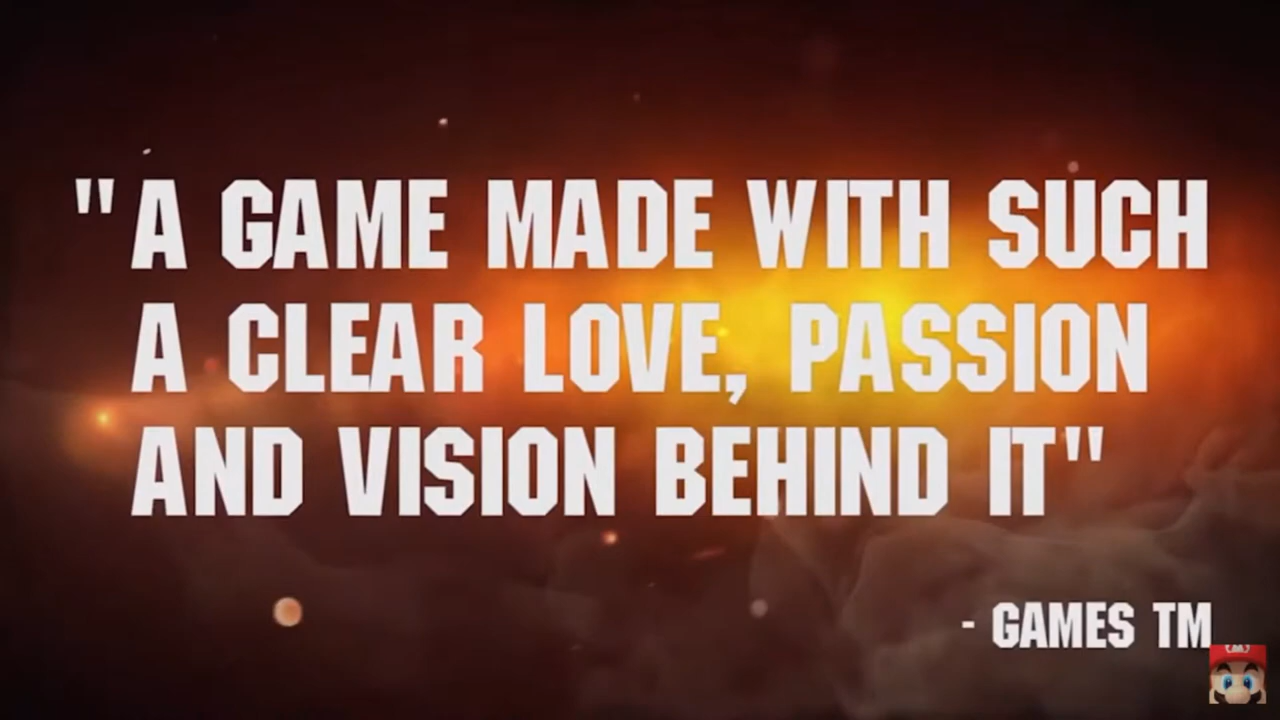 "A GAME MADE WITH SUCH
A CLEAR LOVE, PASSION
AND VISION BEHIND IT"
- GAMES TM
M